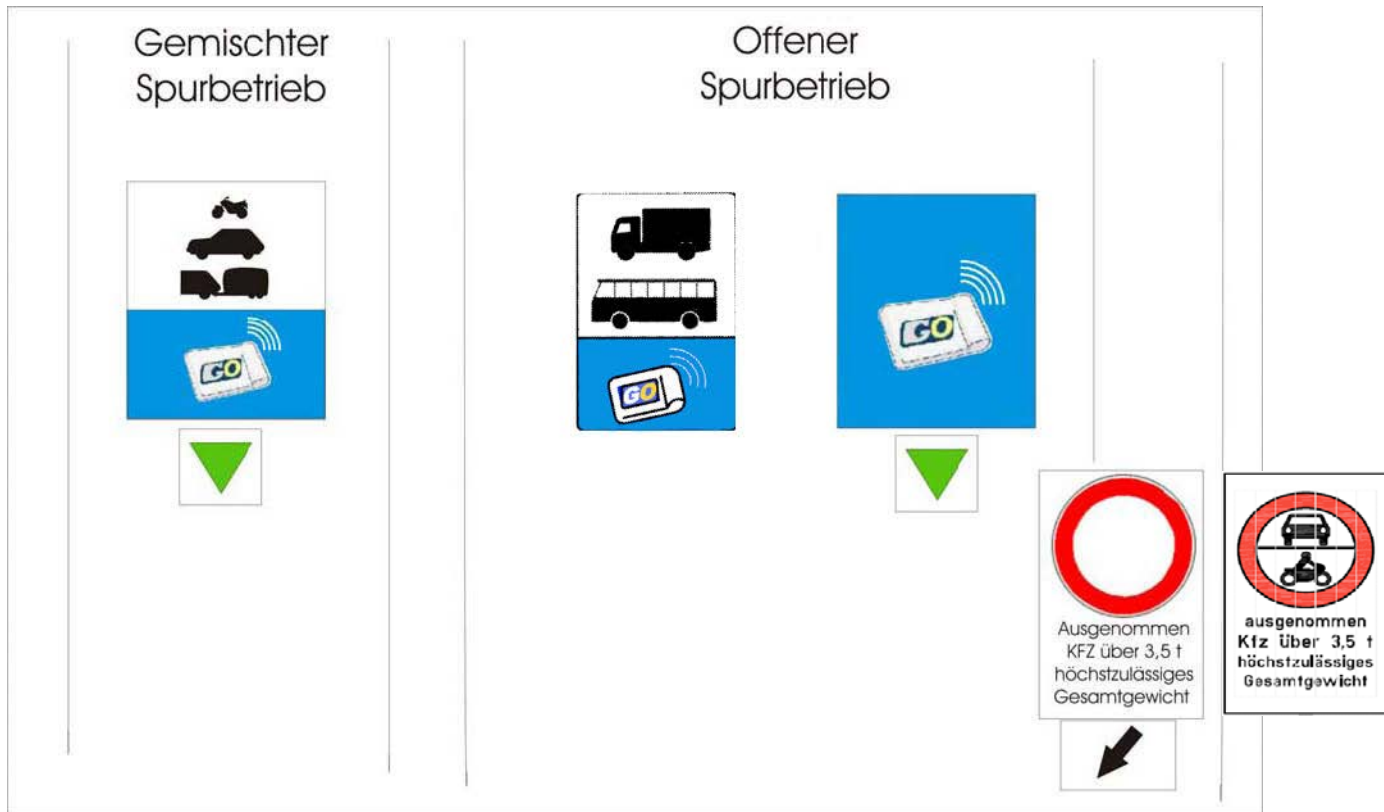 Gemischter
Spurbetrieb
Offener
Spurbetrieb
GO
GO
GO
Ausgenommen
KFZ über 3,5 t
höchstzulässiges
Gesamtgewicht
ausgenommen
Kfz über 3,5 t
höchstzulässiges
Gesamtgewicht